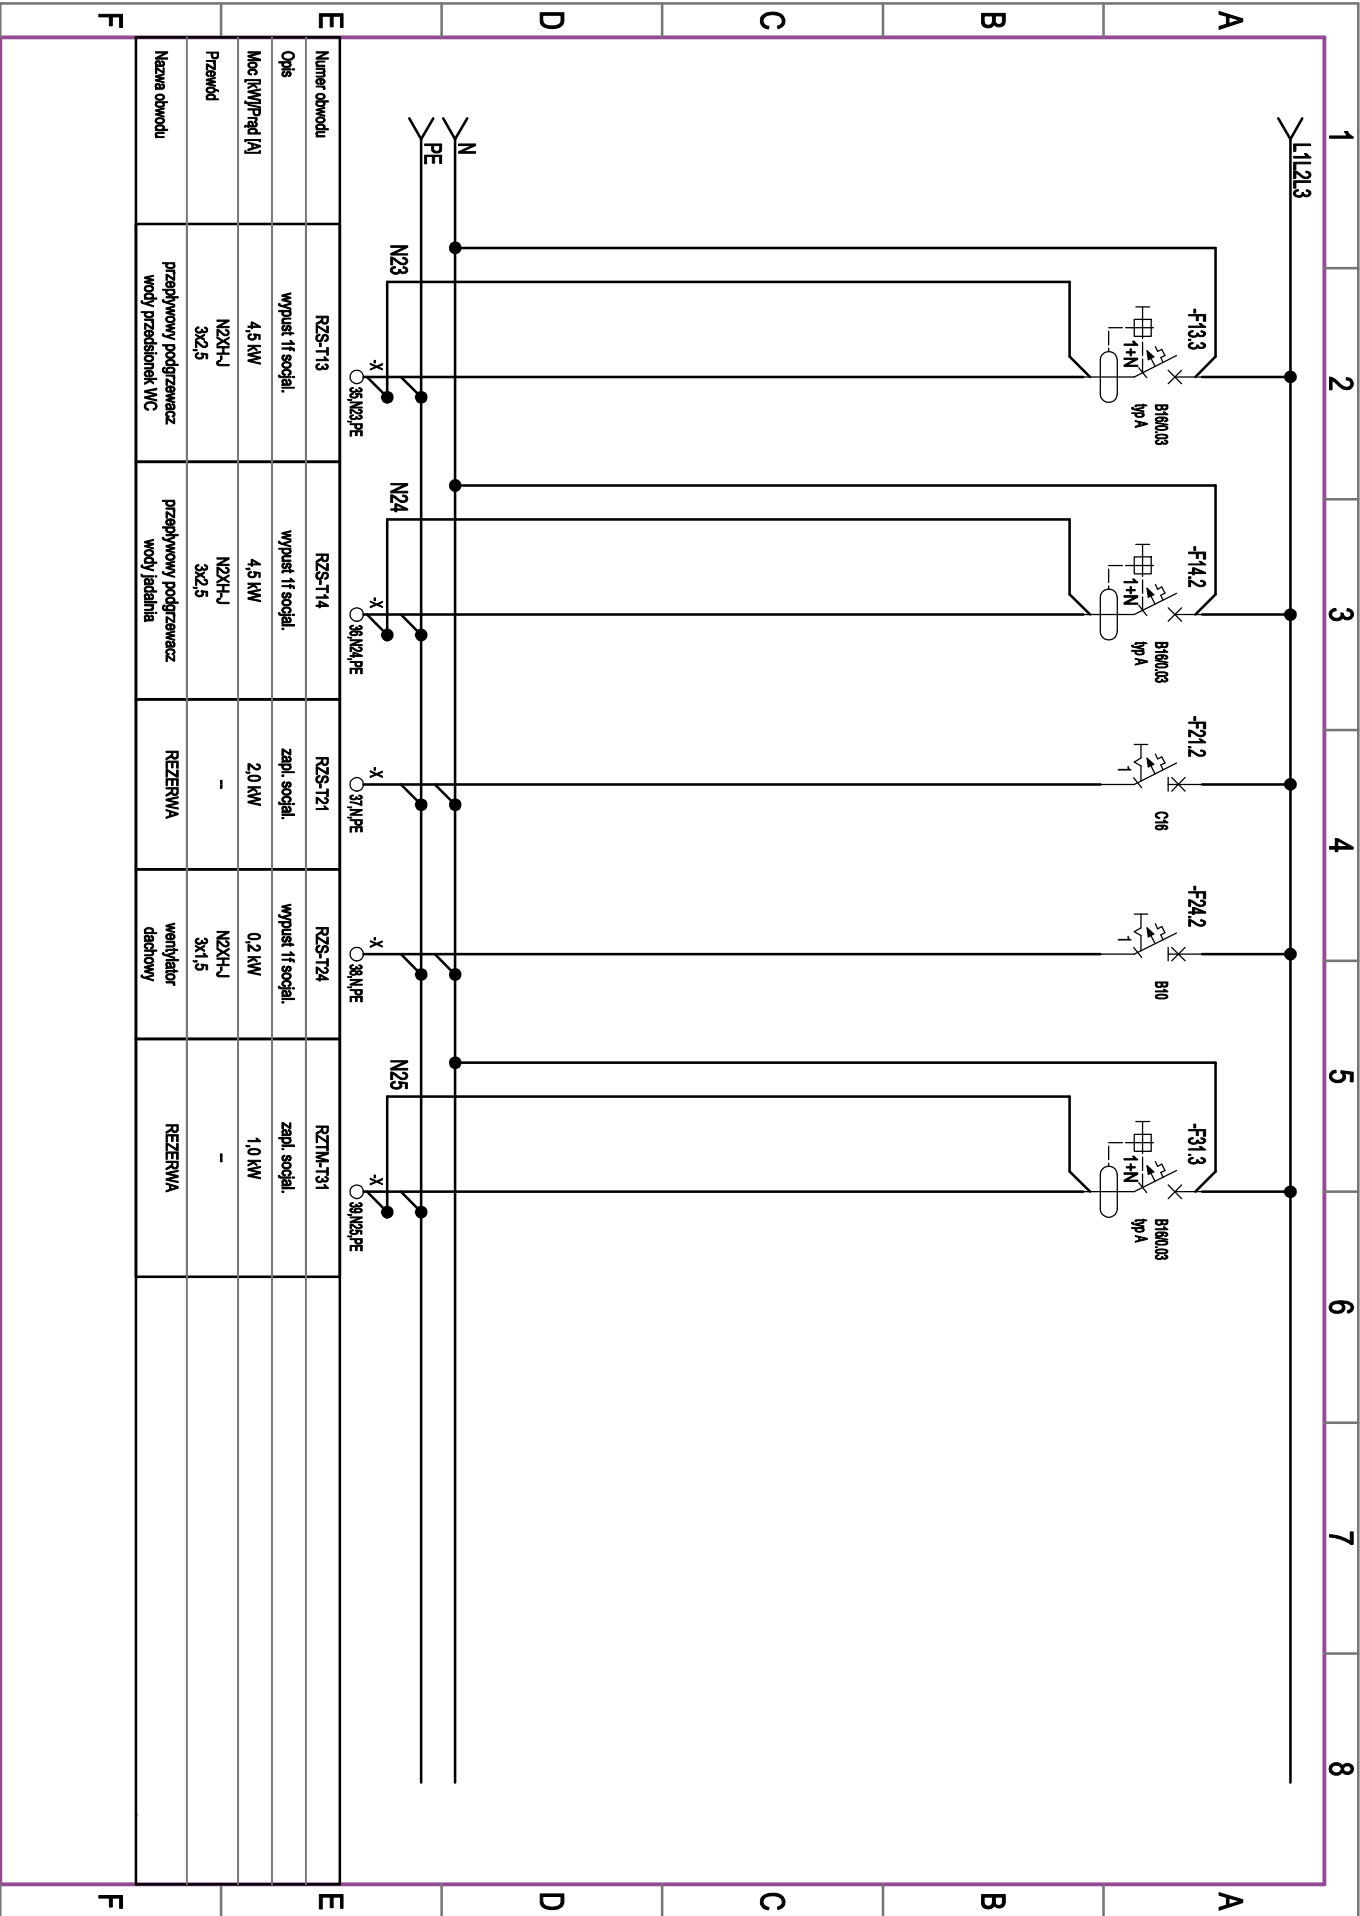 1 2 3 4 5 6 7 8
A A
B B
C C
D D
E E
F F
L1L2L3
-F13.3
1+N
B16/0.03
typ A
-F14.2
1+N
B16/0.03
typ A
-F21.2
1
C16
-F24.2
1
B10
-F31.3
1+N
B16/0.03
typ A
N
PE
N23
N24
N25
-X
35,N23,PE
-X
36,N24,PE
-X
37,N,PE
-X
38,N,PE
-X
39,N25,PE
Numer obwodu RZS-T13 RZS-T14 RZS-T21 RZS-T24 RZTM-T31
Opis wypust 1f socjal. wypust 1f socjal. zapl. socjal. wypust 1f socjal. zapl. socjal.
Moc [kW]/Prąd [A] 4,5 kW 4,5 kW 2,0 kW 0,2 kW 1,0 kW
Przewód
N2XH-J
3x2,5
N2XH-J
3x2,5
–
N2XH-J
3x1,5
–
Nazwa obwodu
przepływowy podgrzewacz
wody przedsionek WC
przepływowy podgrzewacz
wody jadalnia
REZERWA
wentylator
dachowy
REZERWA